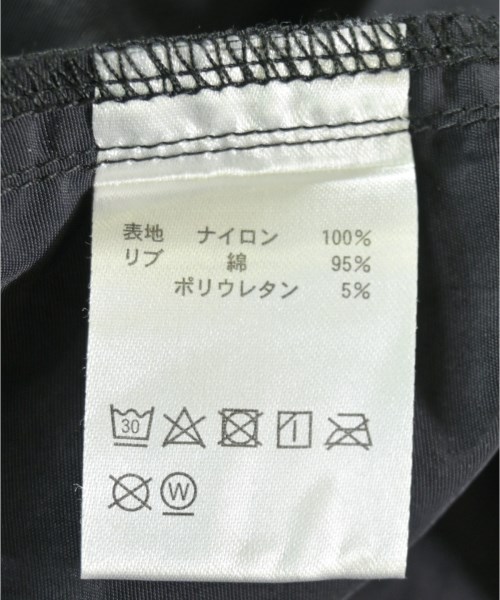 表地 ナイロン 100%
リブ 綿 95%
ポリウレタン 5%
30
W